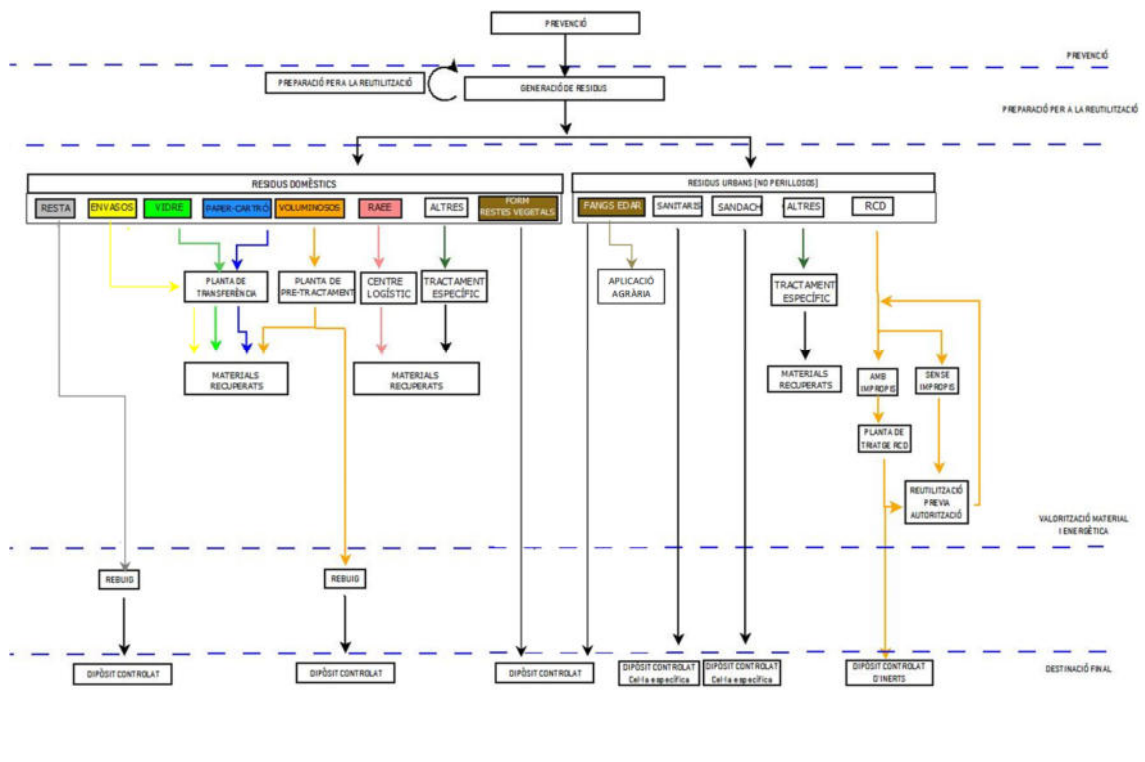 PREVENCIÓ
PREVENCIÓ
PREPARACIÓ PER A LA REUTILITZACIÓ
GENERACIÓ DE RESIDUS
PREPARACIÓ PER A LA REUTILITZACIÓ
RESIDUS DOMÈSTICS
RESIDUS URBANS (NO PERILLOSOS)
RESTA
ENVASOS
VIDRE
PAPER-CARTRÓ
VOLUMINOSOS
RAEE
ALTRES
FORM
RESTES VEGETALS
FANGS EDAR
SANITARIS
SANDACH
ALTRES
RCD
PLANTA DE
TRANSFERÈNCIA
PLANTA DE
PRE-TRACTAMENT
CENTRE
LOGÍSTIC
TRACTAMENT
ESPECÍFIC
APLICACIÓ
AGRÀRIA
TRACTAMENT
ESPECÍFIC
MATERIALS
RECUPERATS
MATERIALS
RECUPERATS
MATERIALS
RECUPERATS
AMB
IMPROPIS
SENSE
IMPROPIS
PLANTA DE
TRIATGE RCD
REUTILITZACIÓ
PREVIA
AUTORITZACIÓ
VALORITZACIÓ MATERIAL
I ENERGÈTICA
REBUIG
REBUIG
DIPÒSIT CONTROLAT
DIPÒSIT CONTROLAT
DIPÒSIT CONTROLAT
DIPÒSIT CONTROLAT
Cel·la específica
DIPÒSIT CONTROLAT
Cel·la específica
DIPÒSIT CONTROLAT
D'INERTS
DESTINACIÓ FINAL